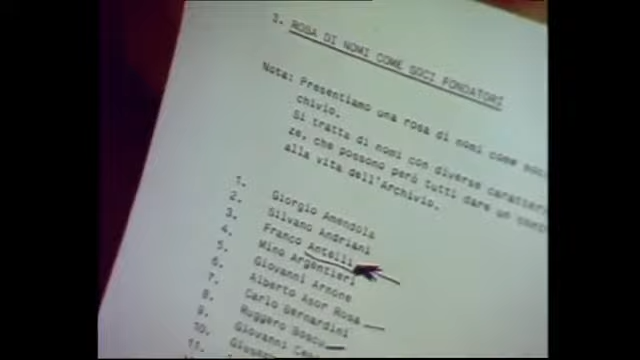 3. ROSA DI NOMI COME SOCI FONDATORI
Nota: Presentiamo una rosa di nomi come soci
chivio.
Si tratta di nomi con diverse caratteri
ze, che possono però tutti dare un
alla vita dell'Archivio.
1. Giorgio Amendola
2. Silvano Andriani
3. Franco Antelli
4. Mino Argentieri
5. Giovanni Arnone
6. Alberto Asor Rosa
7. Carlo Bernardini
8. Ruggero
9. Giovanni
10.
11.